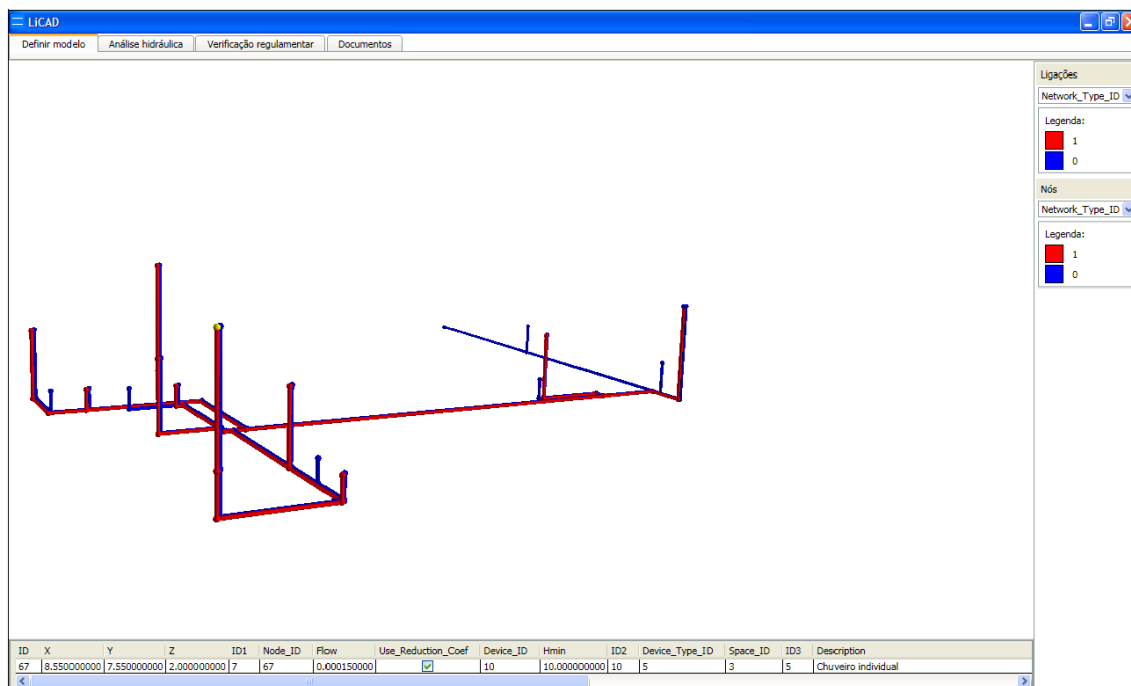 LiCAD
Definir modelo Análise hidráulica Verificação regulamentar Documentos
Ligações
Network_Type_ID
Legenda:
1
0
Nós
Network_Type_ID
Legenda:
1
0
ID X Y Z ID1 Node_ID Flow Use_Reduction_Coef Device_ID Hmin ID2 Device_Type_ID Space_ID ID3 Description
67 8.550000000 7.550000000 2.000000000 7 67 0.000150000 10 10.000000000 10 5 3 5 Chuveiro individual